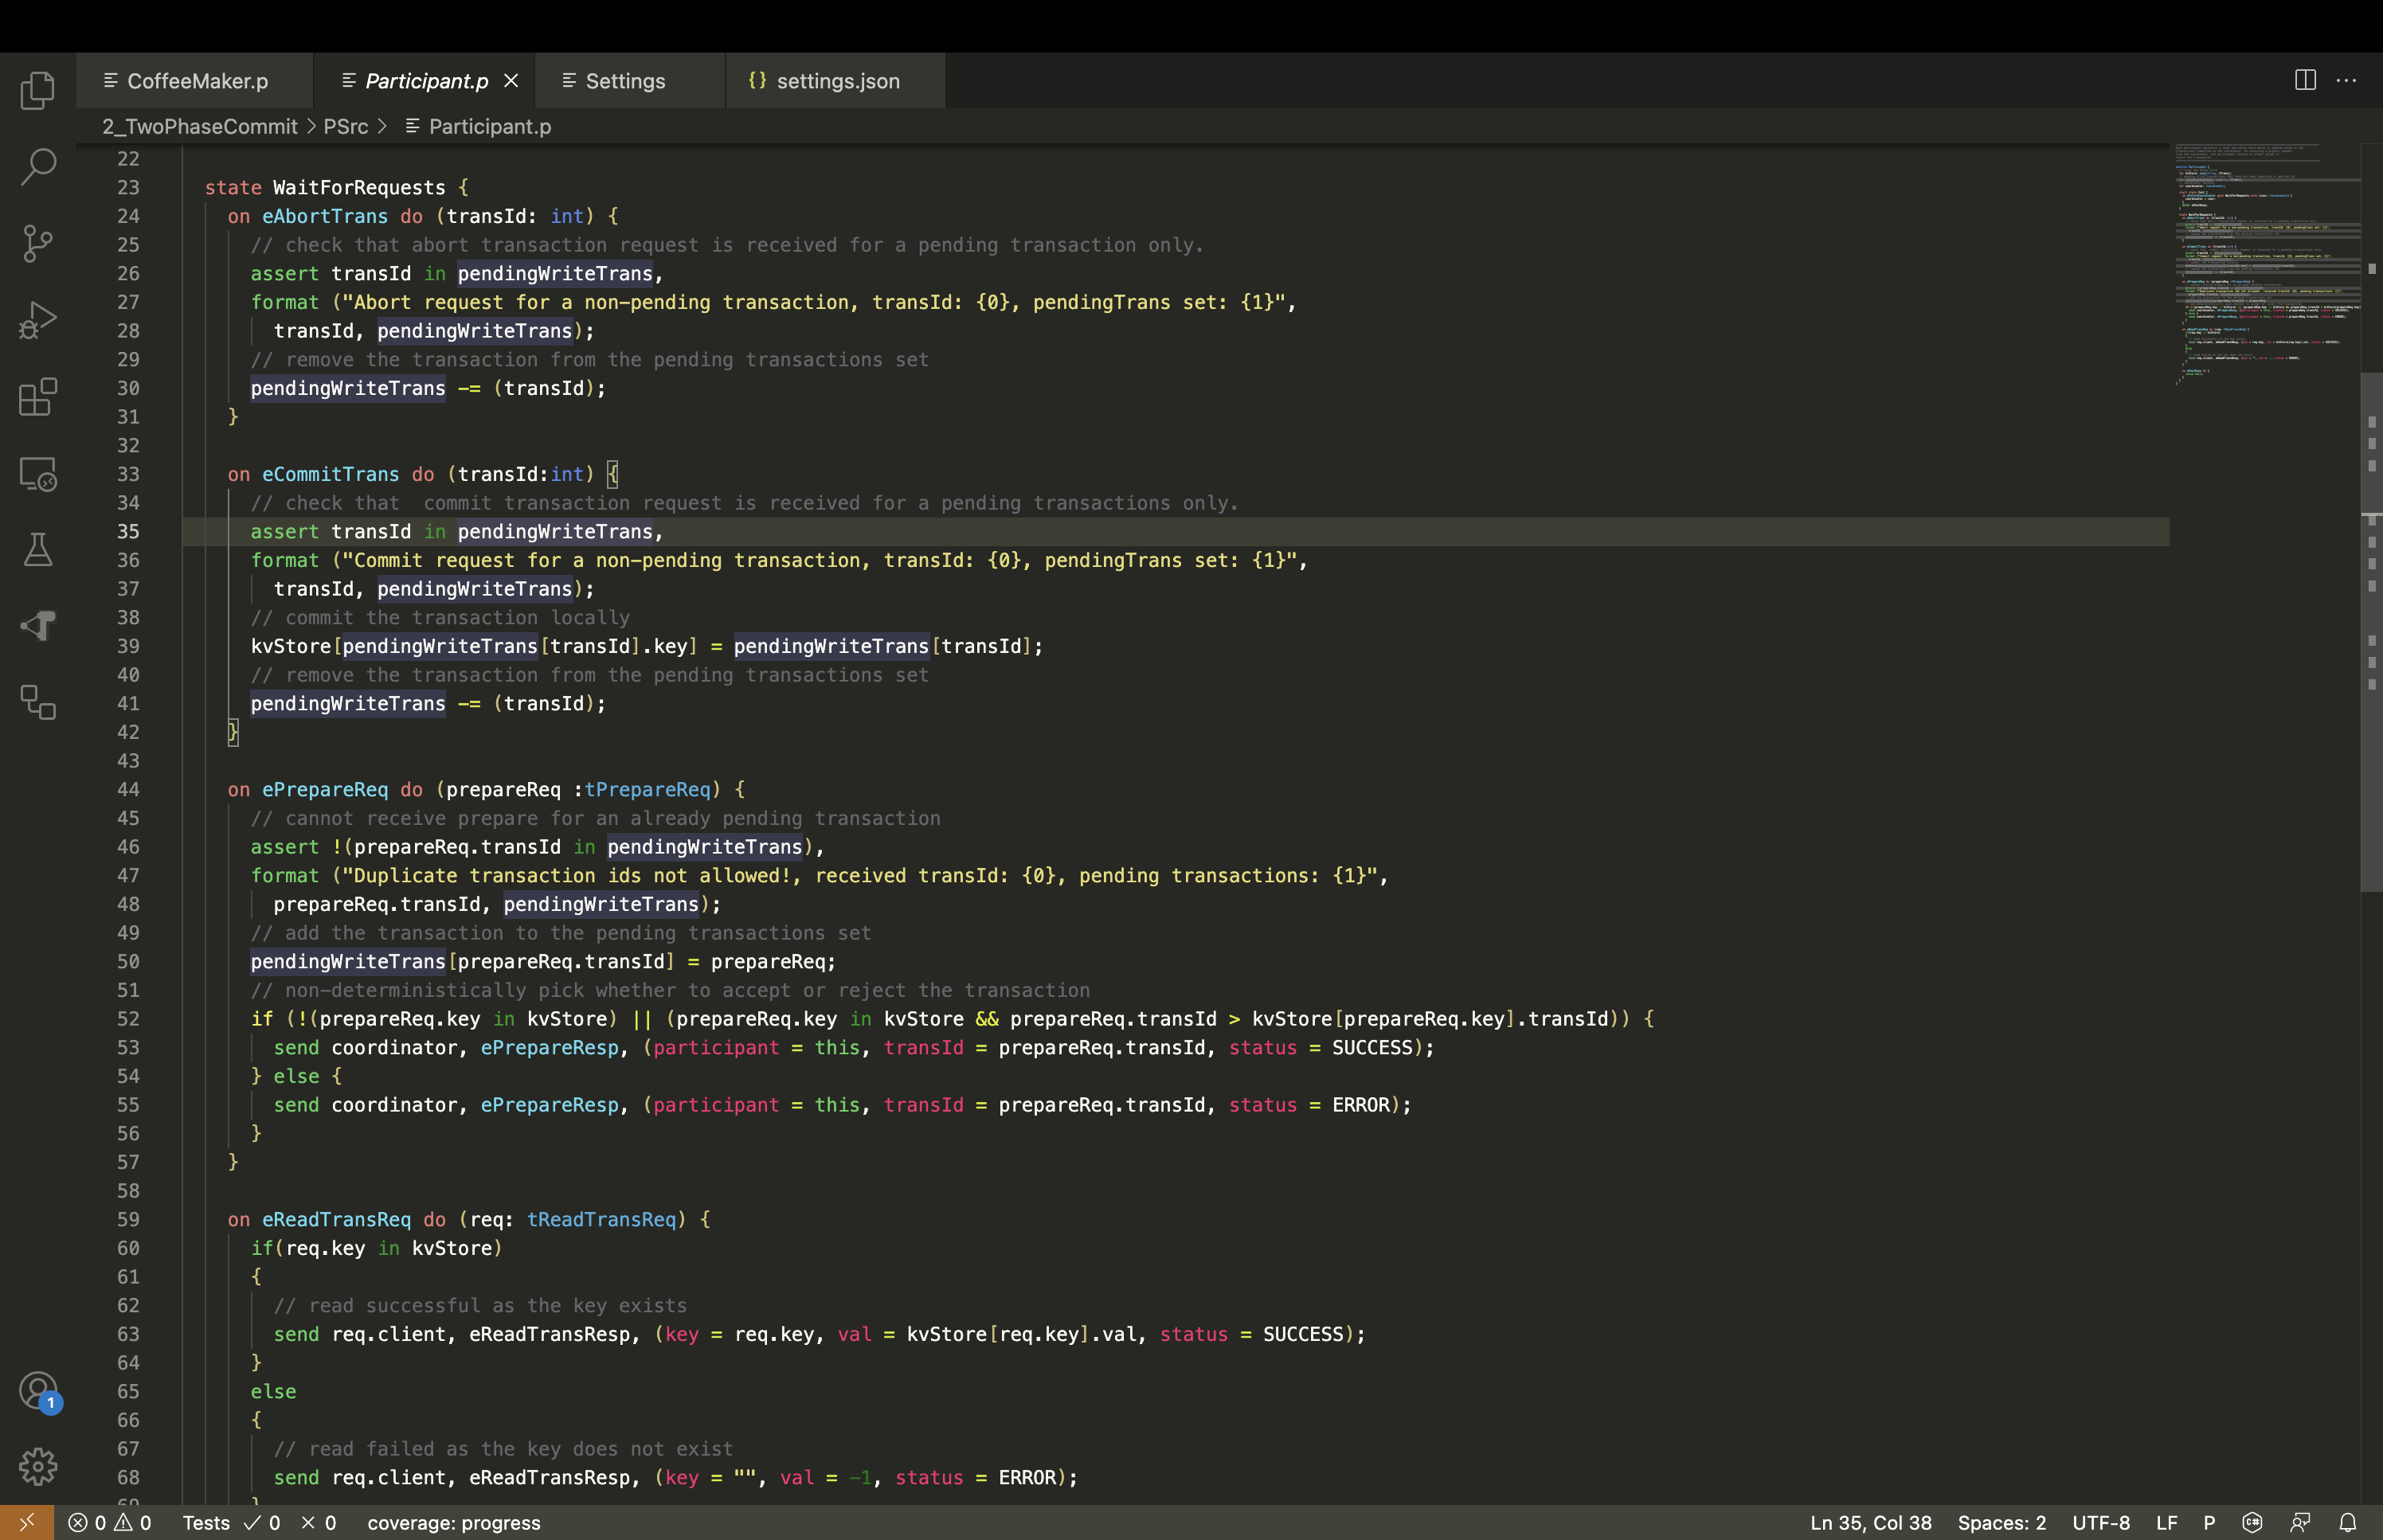 CoffeeMaker.p
Participant.p
Settings
{} settings.json
2_TwoPhaseCommit > PSrc > Participant.p
22
23 state WaitForRequests {
24 on eAbortTrans do (transId: int) {
25 // check that abort transaction request is received for a pending transaction only.
26 assert transId in pendingWriteTrans,
27 format ("Abort request for a non-pending transaction, transId: {0}, pendingTrans set: {1}",
28 transId, pendingWriteTrans);
29 // remove the transaction from the pending transactions set
30 pendingWriteTrans -= (transId);
31 }
32
33 on eCommitTrans do (transId:int) {
34 // check that  commit transaction request is received for a pending transactions only.
35 assert transId in pendingWriteTrans,
36 format ("Commit request for a non-pending transaction, transId: {0}, pendingTrans set: {1}",
37 transId, pendingWriteTrans);
38 // commit the transaction locally
39 kvStore[pendingWriteTrans[transId].key] = pendingWriteTrans[transId];
40 // remove the transaction from the pending transactions set
41 pendingWriteTrans -= (transId);
42 }
43
44 on ePrepareReq do (prepareReq :tPrepareReq) {
45 // cannot receive prepare for an already pending transaction
46 assert !(prepareReq.transId in pendingWriteTrans),
47 format ("Duplicate transaction ids not allowed!, received transId: {0}, pending transactions: {1}",
48 prepareReq.transId, pendingWriteTrans);
49 // add the transaction to the pending transactions set
50 pendingWriteTrans[prepareReq.transId] = prepareReq;
51 // non-deterministically pick whether to accept or reject the transaction
52 if (!(prepareReq.key in kvStore) || (prepareReq.key in kvStore && prepareReq.transId > kvStore[prepareReq.key].transId)) {
53 send coordinator, ePrepareResp, (participant = this, transId = prepareReq.transId, status = SUCCESS);
54 } else {
55 send coordinator, ePrepareResp, (participant = this, transId = prepareReq.transId, status = ERROR);
56 }
57 }
58
59 on eReadTransReq do (req: tReadTransReq) {
60 if(req.key in kvStore)
61 {
62 // read successful as the key exists
63 send req.client, eReadTransResp, (key = req.key, val = kvStore[req.key].val, status = SUCCESS);
64 }
65 else
66 {
67 // read failed as the key does not exist
68 send req.client, eReadTransResp, (key = "", val = -1, status = ERROR);
69 }
1
0 0 Tests 0 0 coverage: progress Ln 35, Col 38 Spaces: 2 UTF-8 LF P